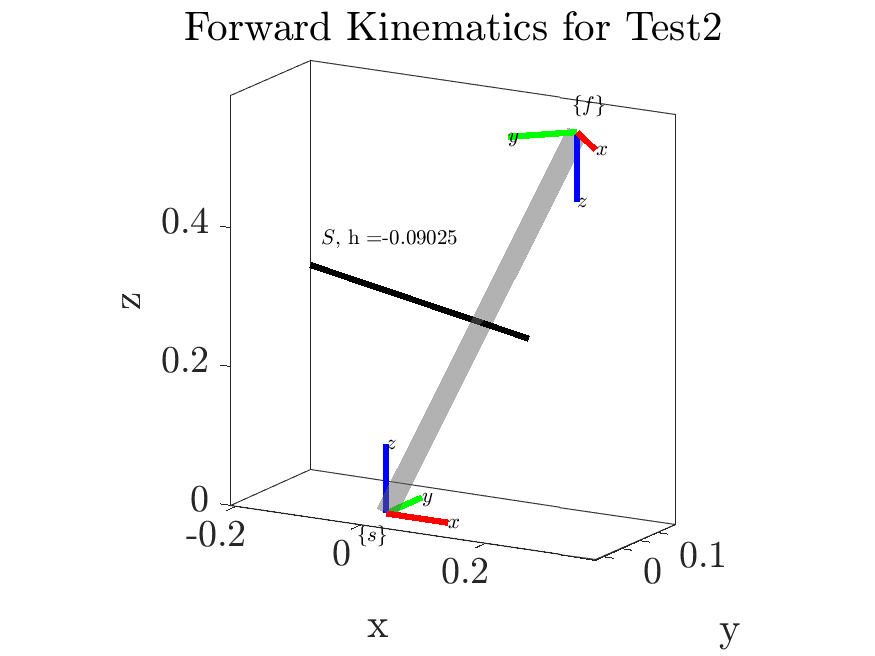 Forward Kinematics for Test2
{f}
y
x
z
S, h =-0.09025
0.4
z
0.2
z
y
x
0
{s}
-0.2
0
0.2
0
0.1
x
y